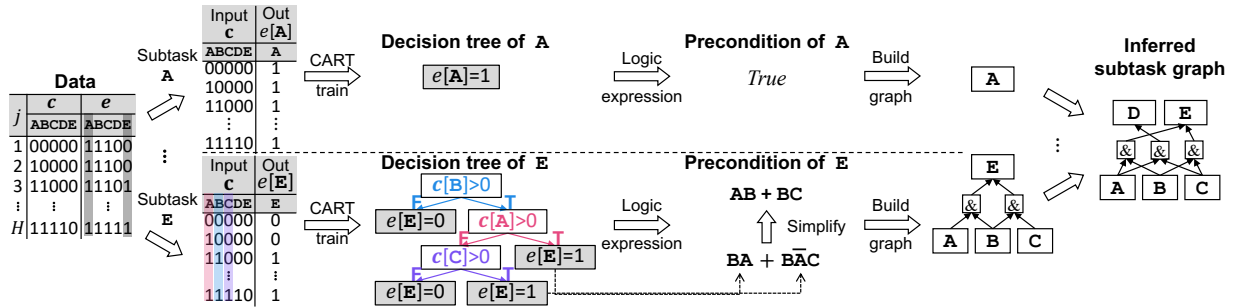 Data
j c e
ABCDE ABCDE
1 00000 11100
2 10000 11100
3 11000 11101
⋮ ⋮ ⋮
H 11110 11111
Subtask
A
⋮
Subtask
E
Input Out
c e[A]
ABCDE A
00000 1
10000 1
11000 1
⋮ ⋮
11110 1
CART
train
Decision tree of A
e[A]=1
Logic
expression
Precondition of A
True
Build
graph
A
Input Out
c e[E]
ABCDE E
00000 0
10000 0
11000 1
⋮ ⋮
11110 1
CART
train
Decision tree of E
c[B]>0
F T
e[E]=0 c[A]>0
F T
c[C]>0 e[E]=1
F T
e[E]=0 e[E]=1
Logic
expression
Precondition of E
AB + BC
Simplify
BA + BA̅C
Build
graph
E
& &
A B C
⋮
Inferred
subtask graph
D E
& & &
A B C